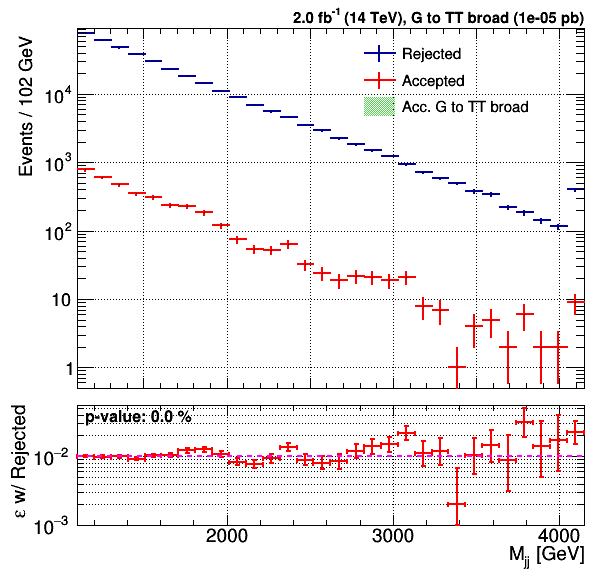 2.0 fb⁻¹ (14 TeV), G to TT broad (1e-05 pb)
Events / 102 GeV
Rejected
Accepted
Acc. G to TT broad
10⁴
10³
10²
10
1
p-value: 0.0 %
ε w/ Rejected
10⁻²
10⁻³
2000 3000 4000
M_jj [GeV]